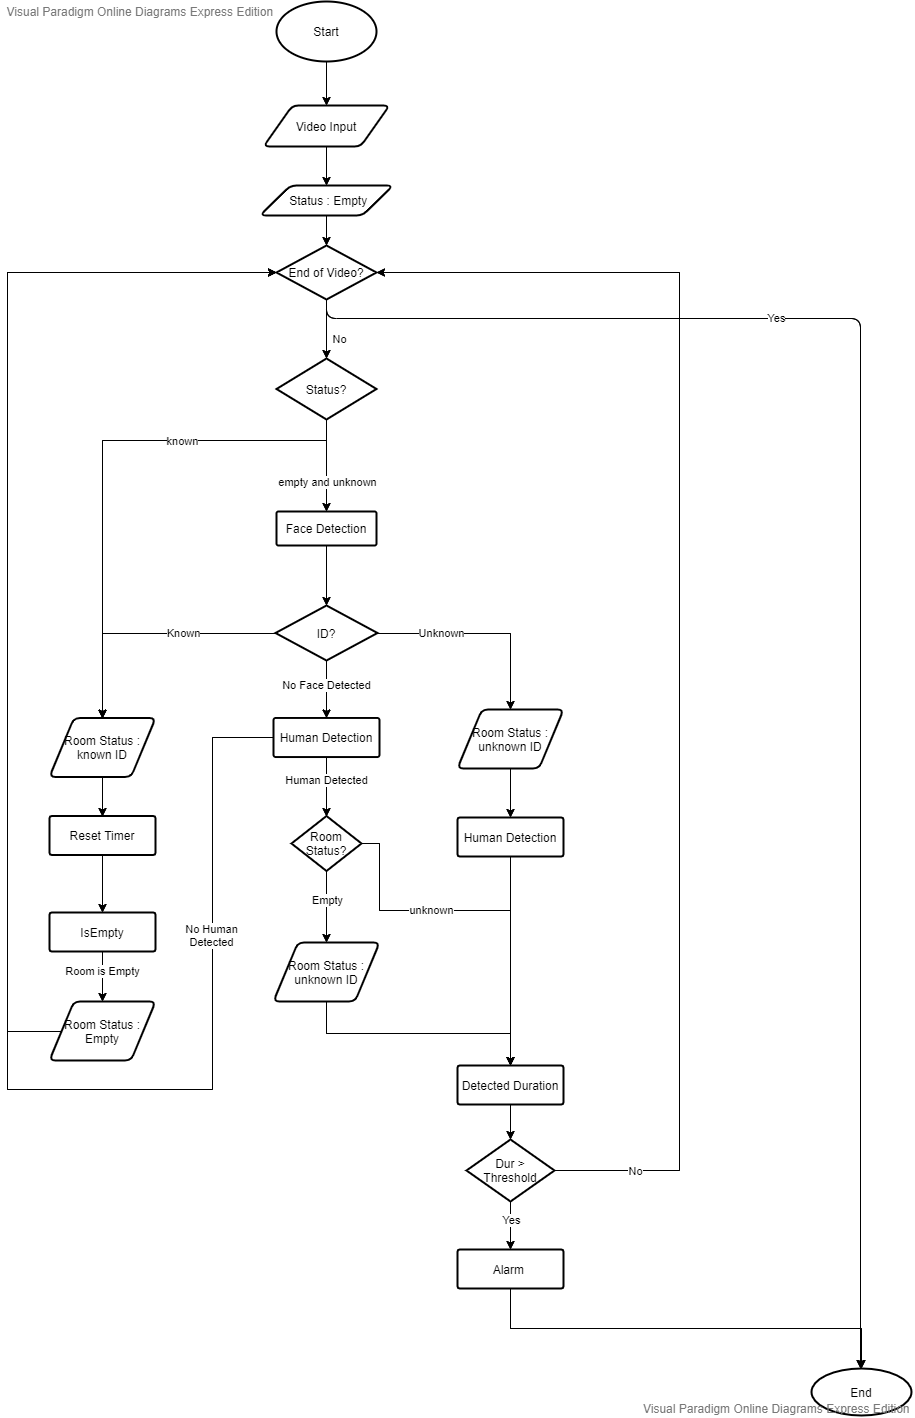 Visual Paradigm Online Diagrams Express Edition
Start
Video Input
Status : Empty
End of Video?
Yes
No
Status?
known
empty and unknown
Face Detection
Known
ID?
Unknown
No Face Detected
Room Status :
known ID
Human Detection
Room Status :
unknown ID
Human Detected
Reset Timer
Room
Status?
Human Detection
Empty
unknown
IsEmpty
No Human
Detected
Room is Empty
Room Status :
unknown ID
Room Status :
Empty
Detected Duration
Dur >
Threshold
No
Yes
Alarm
End
Visual Paradigm Online Diagrams Express Edition